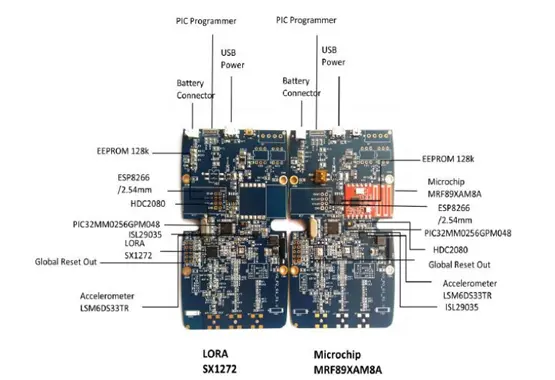 PIC Programmer
PIC Programmer
USB
Power
USB
Power
Battery
Connector
Battery
Connector
EEPROM 128k
EEPROM 128k
ESP8266
/2.54mm
HDC2080
Microchip
MRF89XAM8A
ESP8266
/2.54mm
PIC32MM0256GPM048
ISL29035
LORA
SX1272
PIC32MM0256GPM048
HDC2080
Global Reset Out
Global Reset Out
Accelerometer
LSM6DS33TR
Accelerometer
LSM6DS33TR
ISL29035
LORA
SX1272
Microchip
MRF89XAM8A